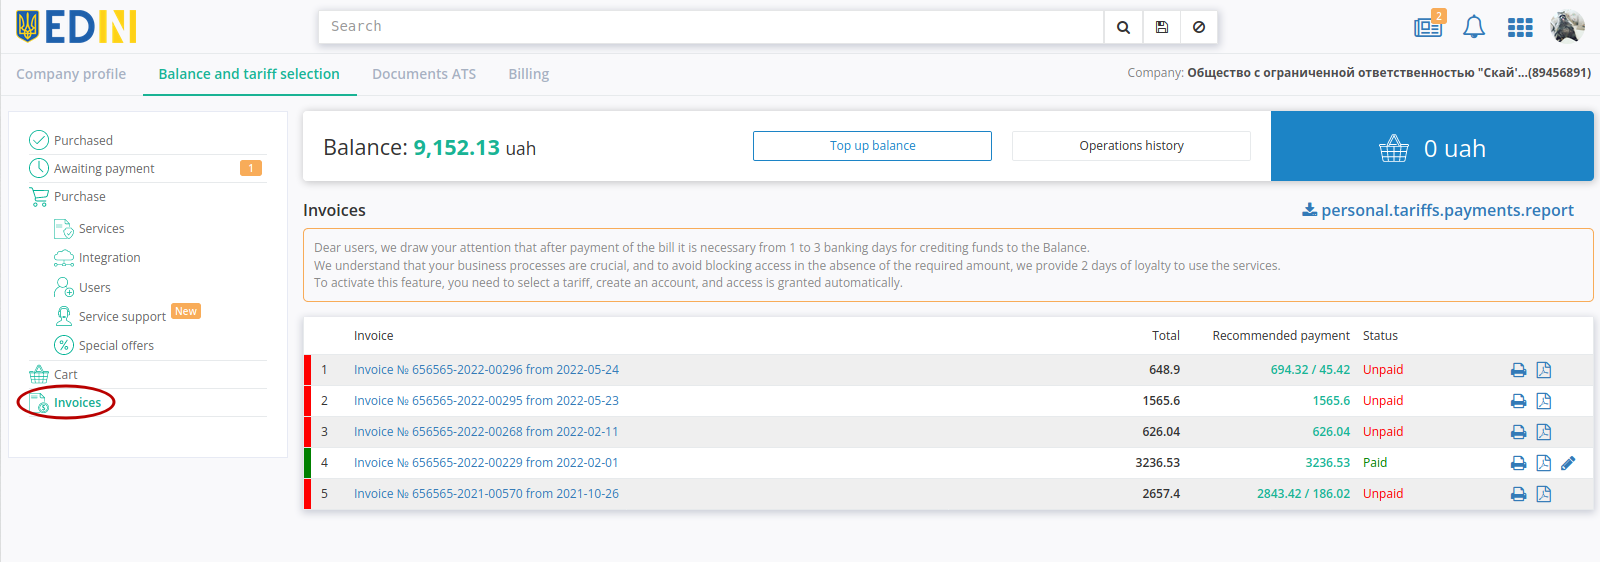 EDIN
Search
2
Company profile
Balance and tariff selection
Documents ATS
Billing
Company: Общество с ограниченной ответственностью "Скай'...(89456891)
Purchased
Awaiting payment 1
Purchase
Services
Integration
Users
Service support New
Special offers
Cart
Invoices
Balance: 9,152.13 uah
Top up balance
Operations history
0 uah
Invoices
personal.tariffs.payments.report
Dear users, we draw your attention that after payment of the bill it is necessary from 1 to 3 banking days for crediting funds to the Balance.
We understand that your business processes are crucial, and to avoid blocking access in the absence of the required amount, we provide 2 days of loyalty to use the services.
To activate this feature, you need to select a tariff, create an account, and access is granted automatically.
Invoice Total Recommended payment Status
1 Invoice № 656565-2022-00296 from 2022-05-24 648.9 694.32 / 45.42 Unpaid
2 Invoice № 656565-2022-00295 from 2022-05-23 1565.6 1565.6 Unpaid
3 Invoice № 656565-2022-00268 from 2022-02-11 626.04 626.04 Unpaid
4 Invoice № 656565-2022-00229 from 2022-02-01 3236.53 3236.53 Paid
5 Invoice № 656565-2021-00570 from 2021-10-26 2657.4 2843.42 / 186.02 Unpaid